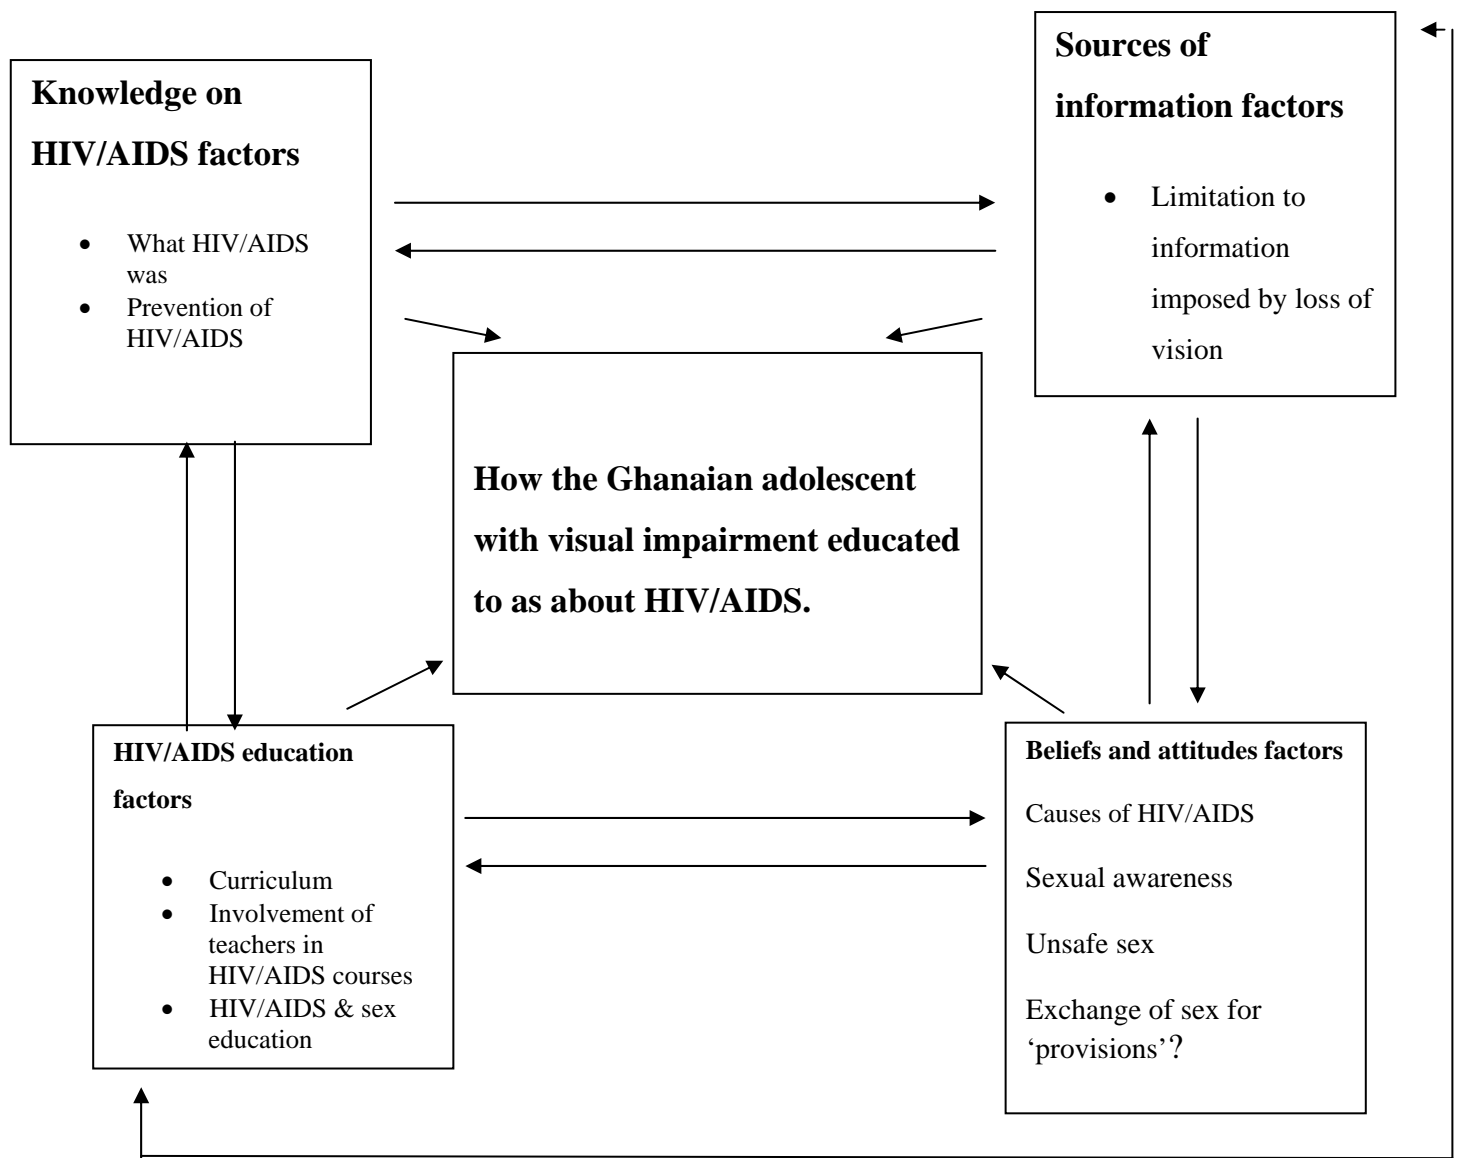 Knowledge on
HIV/AIDS factors
• What HIV/AIDS
was
• Prevention of
HIV/AIDS
Sources of
information factors
• Limitation to
information
imposed by loss of
vision
How the Ghanaian adolescent
with visual impairment educated
to as about HIV/AIDS.
HIV/AIDS education
factors
• Curriculum
• Involvement of
teachers in
HIV/AIDS courses
• HIV/AIDS & sex
education
Beliefs and attitudes factors
Causes of HIV/AIDS
Sexual awareness
Unsafe sex
Exchange of sex for
‘provisions’?